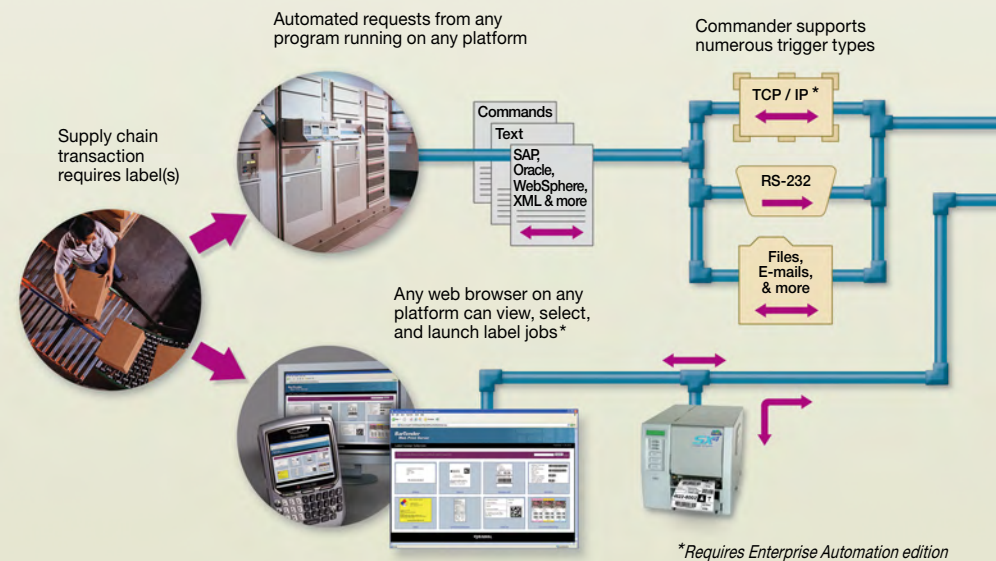 Automated requests from any
program running on any platform
Commander supports
numerous trigger types
Supply chain
transaction
requires label(s)
Commands
Text
SAP,
Oracle,
WebSphere,
XML & more
TCP / IP *
RS-232
Files,
E-mails,
& more
Any web browser on any
platform can view, select,
and launch label jobs*
BarTender
*Requires Enterprise Automation edition